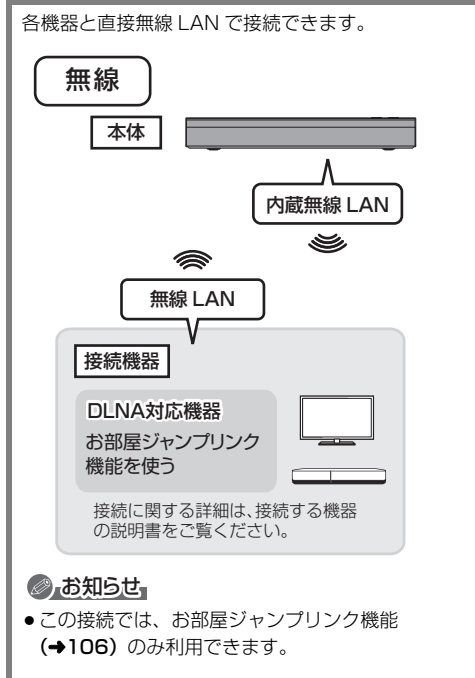 各機器と直接無線 LAN で接続できます。
無線
本体
内蔵無線 LAN
無線 LAN
接続機器
DLNA対応機器
お部屋ジャンプリンク
機能を使う
接続に関する詳細は、接続する機器
の説明書をご覧ください。
お知らせ
●この接続では、お部屋ジャンプリンク機能
(➔106)のみ利用できます。